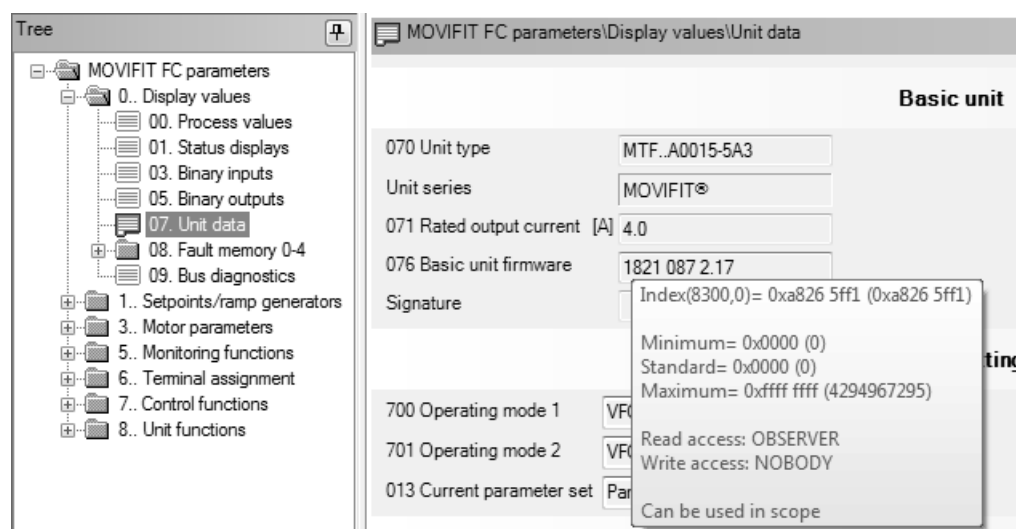 Tree
MOVIFIT FC parameters
0.. Display values
00. Process values
01. Status displays
03. Binary inputs
05. Binary outputs
07. Unit data
08. Fault memory 0-4
09. Bus diagnostics
1.. Setpoints/ramp generators
3.. Motor parameters
5.. Monitoring functions
6.. Terminal assignment
7.. Control functions
8.. Unit functions
MOVIFIT FC parameters\Display values\Unit data
Basic unit
070 Unit type MTF..A0015-5A3
Unit series MOVIFIT®
071 Rated output current [A] 4.0
076 Basic unit firmware 1821 087 2.17
Signature
700 Operating mode 1
701 Operating mode 2
013 Current parameter set
Index(8300,0)= 0xa826 5ff1 (0xa826 5ff1)
Minimum= 0x0000 (0)
Standard= 0x0000 (0)
Maximum= 0xffff ffff (4294967295)
Read access: OBSERVER
Write access: NOBODY
Can be used in scope